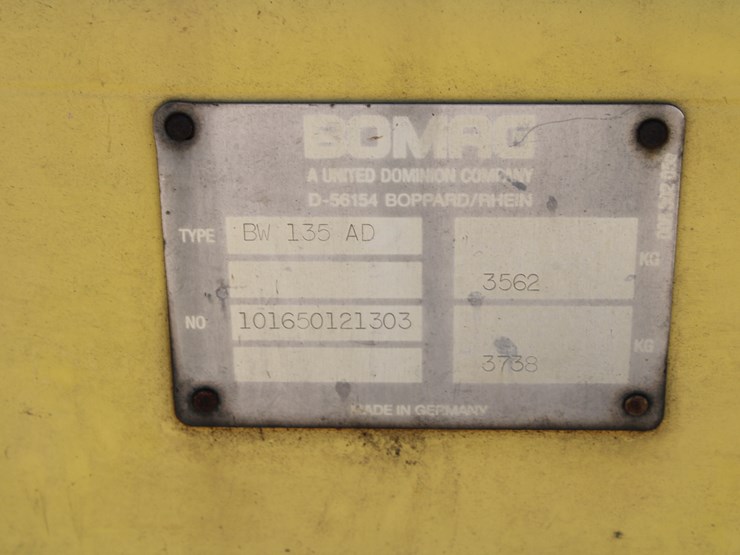 BOMAG
A UNITED DOMINION COMPANY
D-56154 BOPPARD/RHEIN
TYPE BW 135 AD
3562 KG
NO 101650121303
3738 KG
MADE IN GERMANY